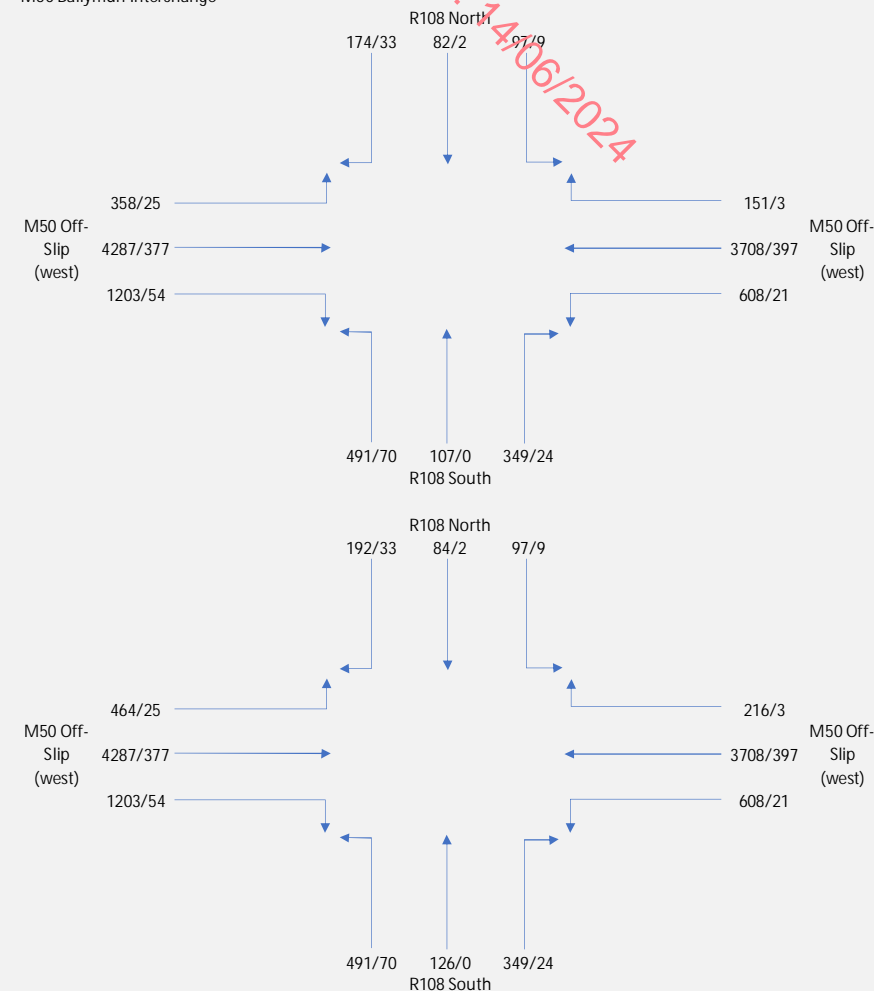 M50 Ballymun Interchange
R108 North
174/33 82/2 97/9
14/06/2024
358/25 151/3
M50 Off-
Slip
(west)
4287/377
3708/397
M50 Off-
Slip
(west)
1203/54 608/21
491/70 107/0 349/24
R108 South
R108 North
192/33 84/2 97/9
464/25 216/3
M50 Off-
Slip
(west)
4287/377
3708/397
M50 Off-
Slip
(west)
1203/54 608/21
491/70 126/0 349/24
R108 South